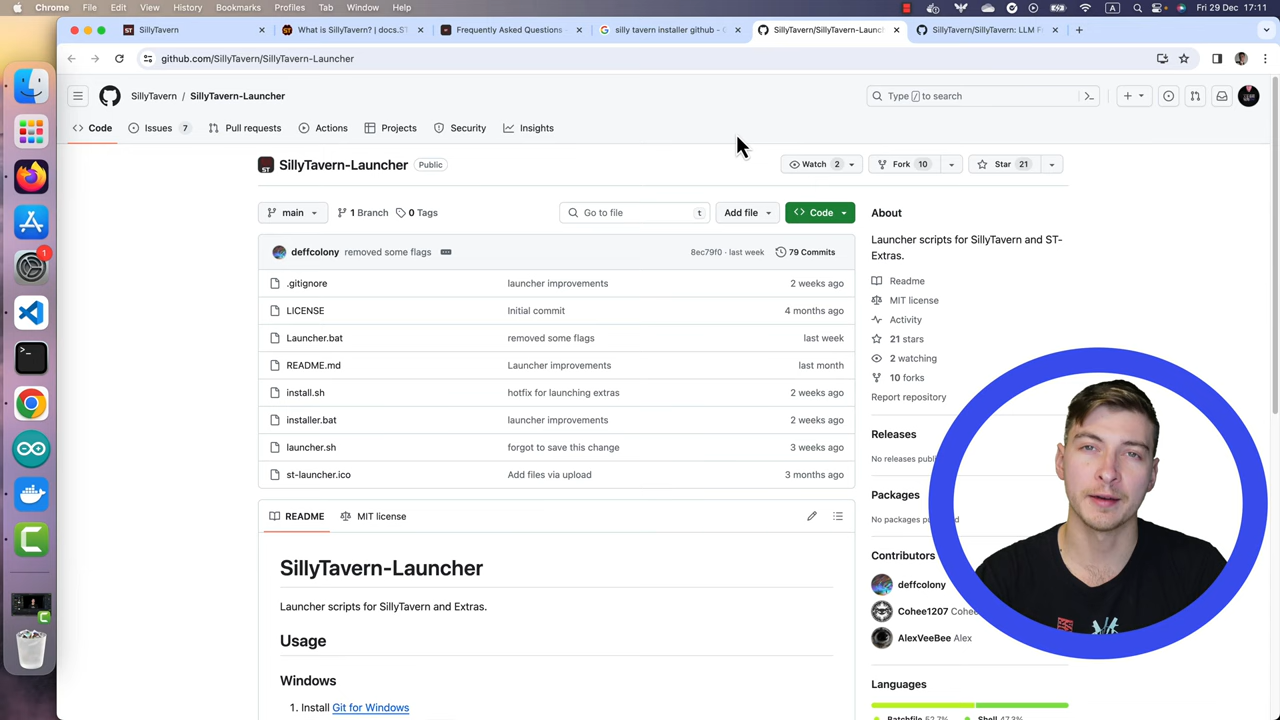 Chrome File Edit View History Bookmarks Profiles Tab Window Help
Fri 29 Dec 17:11
SillyTavern
What is SillyTavern? | docs.ST
Frequently Asked Questions
silly tavern installer github - G
SillyTavern/SillyTavern-Launch
SillyTavern/SillyTavern: LLM F
github.com/SillyTavern/SillyTavern-Launcher
SillyTavern / SillyTavern-Launcher
Type / to search
Code
Issues 7
Pull requests
Actions
Projects
Security
Insights
SillyTavern-Launcher Public
Watch 2
Fork 10
Star 21
main
1 Branch
0 Tags
Go to file t
Add file
Code
deffcolony removed some flags
8ec79f0 · last week
79 Commits
.gitignore launcher improvements 2 weeks ago
LICENSE Initial commit 4 months ago
Launcher.bat removed some flags last week
README.md Launcher improvements last month
install.sh hotfix for launching extras 2 weeks ago
installer.bat launcher improvements 2 weeks ago
launcher.sh forgot to save this change 3 weeks ago
st-launcher.ico Add files via upload 3 months ago
README
MIT license
SillyTavern-Launcher
Launcher scripts for SillyTavern and Extras.
Usage
Windows
1. Install Git for Windows
About
Launcher scripts for SillyTavern and ST-
Extras.
Readme
MIT license
Activity
21 stars
2 watching
10 forks
Report repository
Releases
No releases publi
Packages
No packages p d
Contributors
deffcolony
Cohee1207 Cohe
AlexVeeBee Alex
Languages
Batchfile 52.7%
Shell 47.3%